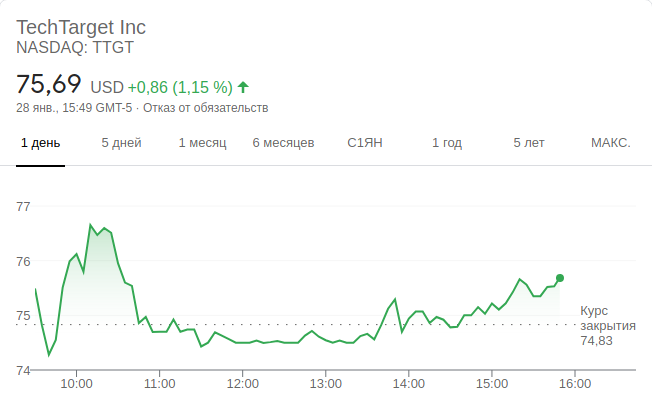 TechTarget Inc
NASDAQ: TTGT
75,69 USD +0,86 (1,15 %)
28 янв., 15:49 GMT-5 · Отказ от обязательств
1 день 5 дней 1 месяц 6 месяцев С1ЯН 1 год 5 лет МАКС.
77
76
75
74
Курс
закрытия
74,83
10:00 11:00 12:00 13:00 14:00 15:00 16:00